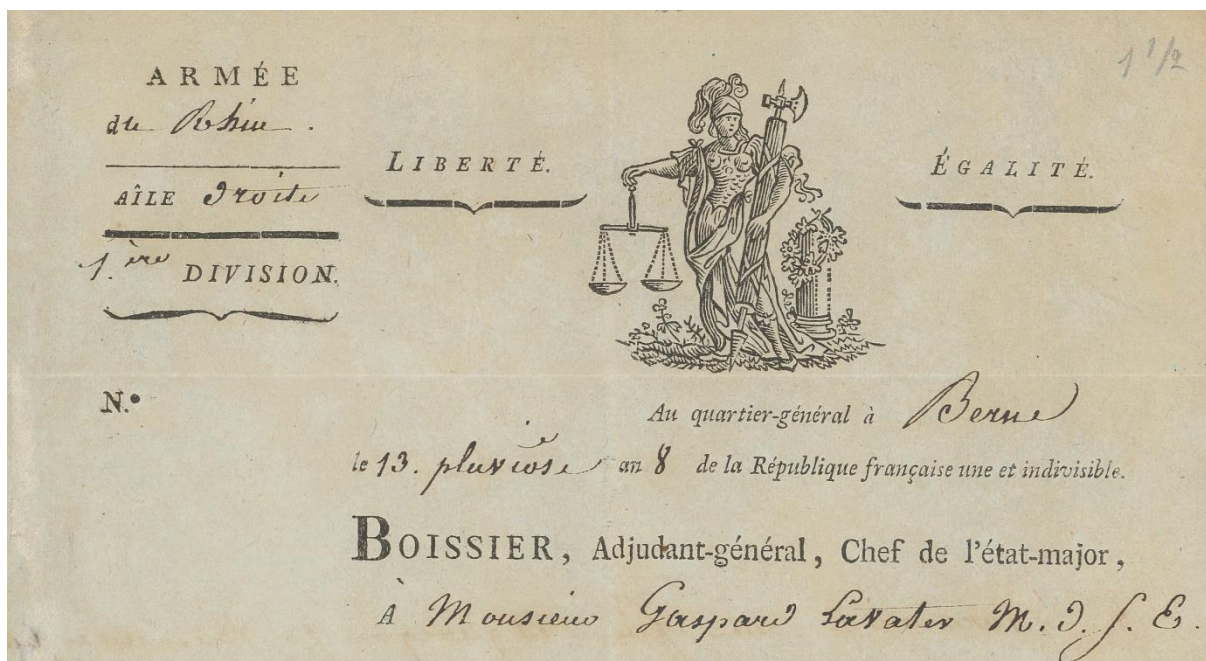 1 1/2
ARMÉE
du Rhin.
LIBERTÉ.
ÉGALITÉ.
AÎLE droite
1.ère DIVISION.
N.°
Au quartier-général à Berne
le 13. pluviôse an 8 de la République française une et indivisible.
BOISSIER, Adjudant-général, Chef de l'état-major,
À Monsieur Gaspard Lavater M. D. f. E.